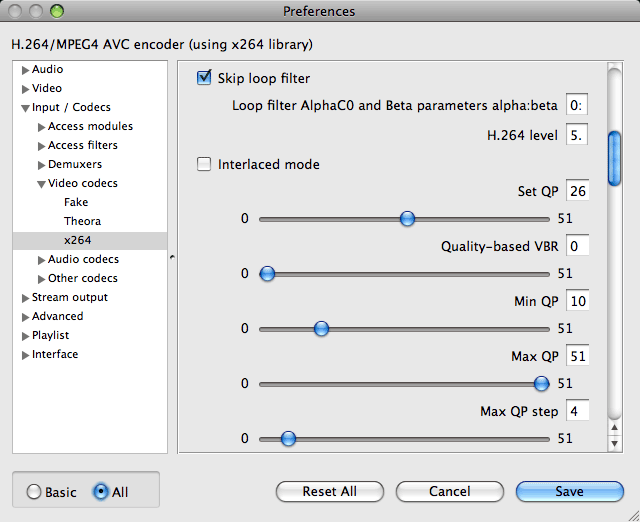 Preferences
H.264/MPEG4 AVC encoder (using x264 library)
Audio
Video
Input / Codecs
Access modules
Access filters
Demuxers
Video codecs
Fake
Theora
x264
Audio codecs
Other codecs
Stream output
Advanced
Playlist
Interface
Skip loop filter
Loop filter AlphaC0 and Beta parameters alpha:beta 0:
H.264 level 5.
Interlaced mode
Set QP 26
0 51
Quality-based VBR 0
0 51
Min QP 10
0 51
Max QP 51
0 51
Max QP step 4
0 51
Basic All Reset All Cancel Save